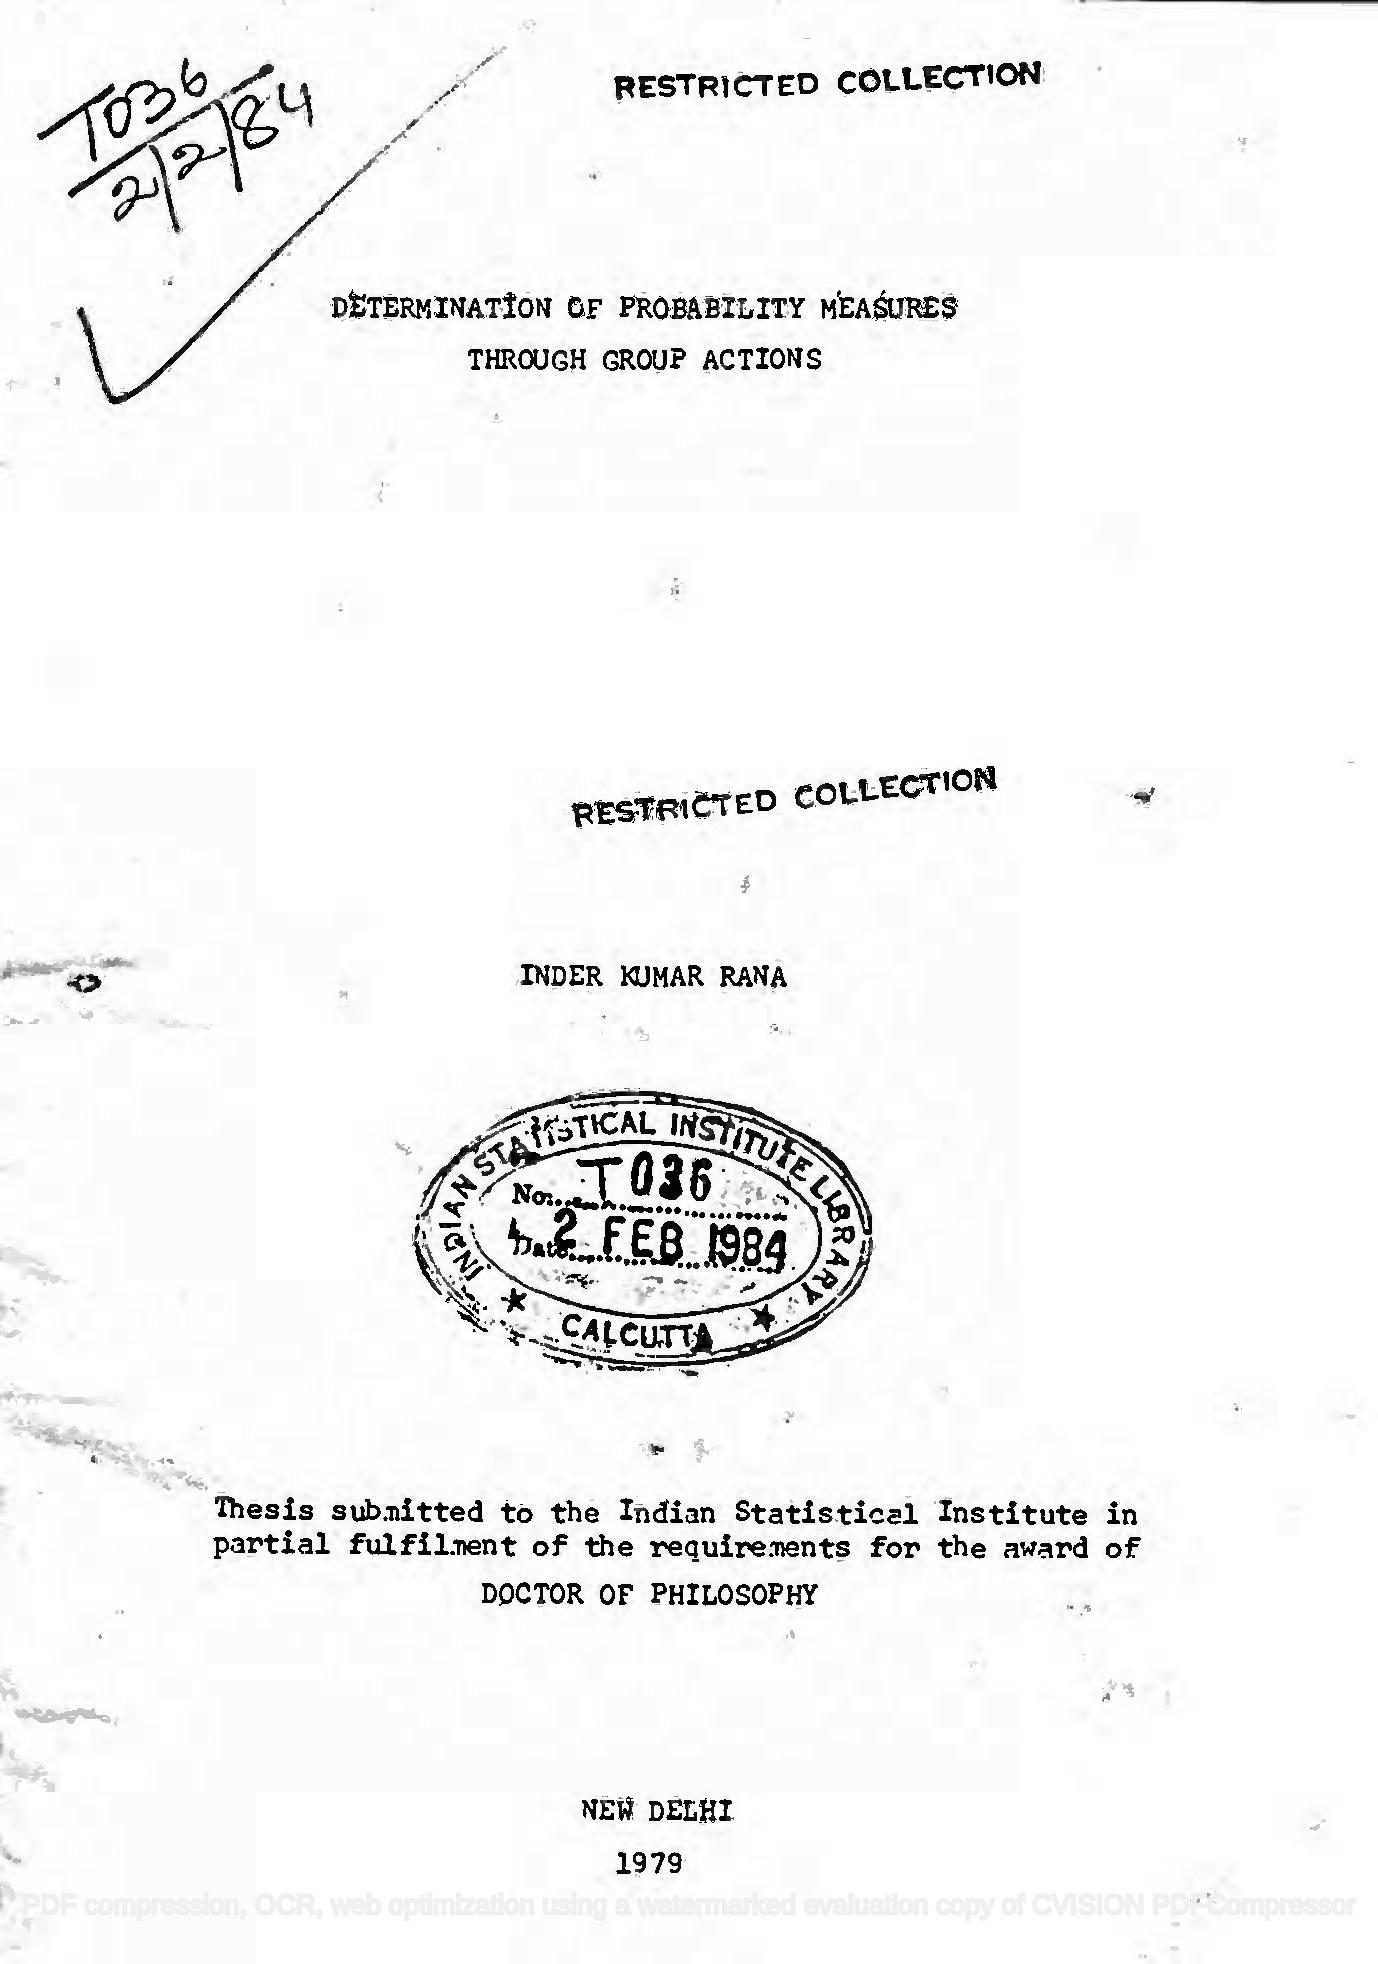 T036
2/2/84
RESTRICTED COLLECTION
DETERMINATION OF PROBABILITY MEASURES
THROUGH GROUP ACTIONS
RESTRICTED COLLECTION
INDER KUMAR RANA
INDIAN STATISTICAL INSTITUTE LIBRARY
No. T036
Date 2 FEB 1984
CALCUTTA
Thesis submitted to the Indian Statistical Institute in
partial fulfilment of the requirements for the award of
DOCTOR OF PHILOSOPHY
NEW DELHI
1979
PDF compression, OCR, web optimization using a watermarked evaluation copy of CVISION PDFCompressor